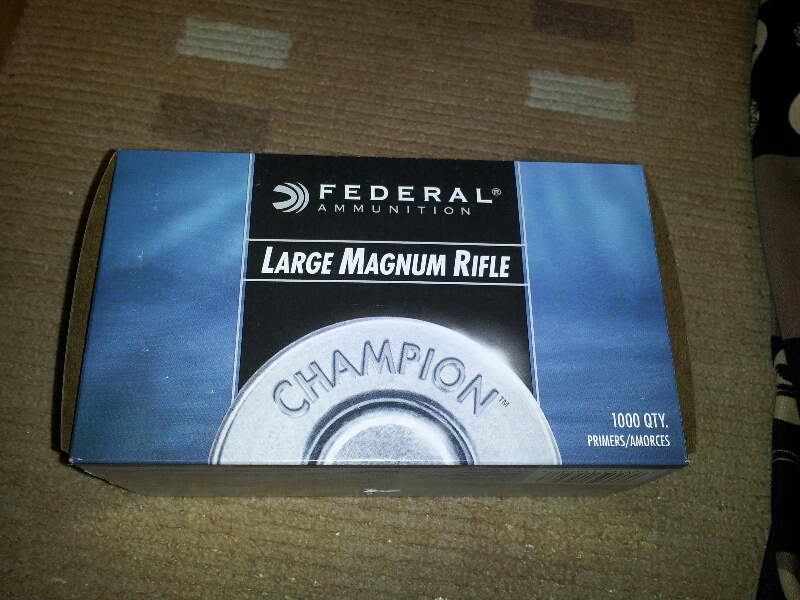 FEDERAL®
AMMUNITION
LARGE MAGNUM RIFLE
CHAMPION™
1000 QTY.
PRIMERS/AMORCES